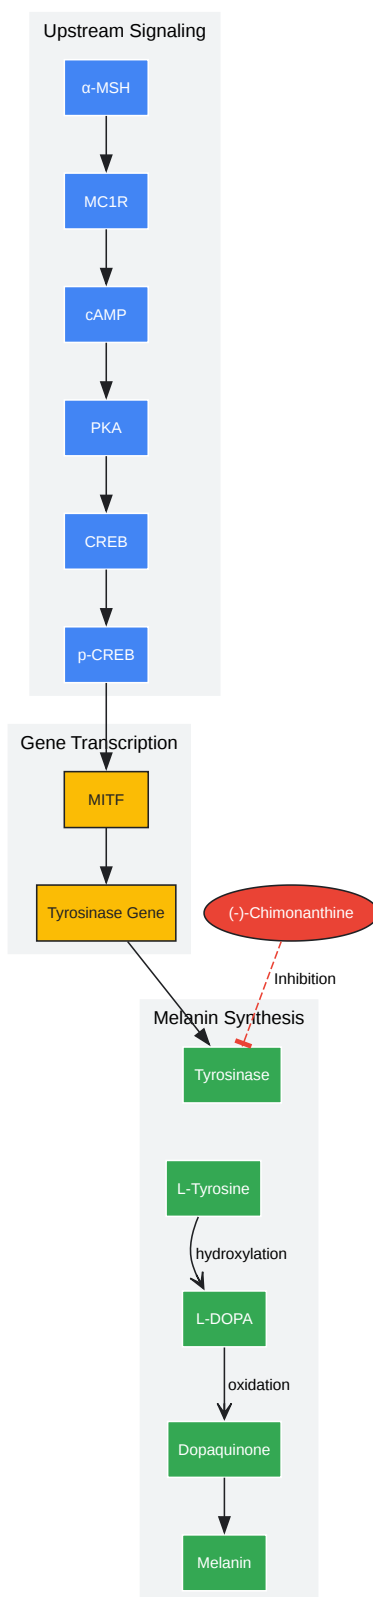 Upstream Signaling
α-MSH
MC1R
cAMP
PKA
CREB
p-CREB
Gene Transcription
MITF
Tyrosinase Gene
(-)-Chimonanthine
Inhibition
Melanin Synthesis
Tyrosinase
L-Tyrosine
hydroxylation
L-DOPA
oxidation
Dopaquinone
Melanin